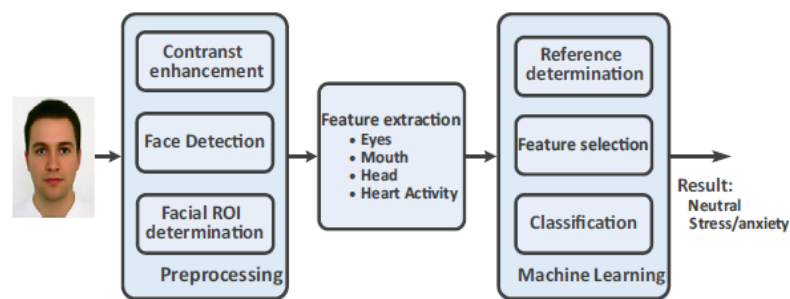 Contranst
enhancement
Face Detection
Facial ROI
determination
Preprocessing
Feature extraction
• Eyes
• Mouth
• Head
• Heart Activity
Reference
determination
Feature selection
Classification
Machine Learning
Result:
Neutral
Stress/anxiety